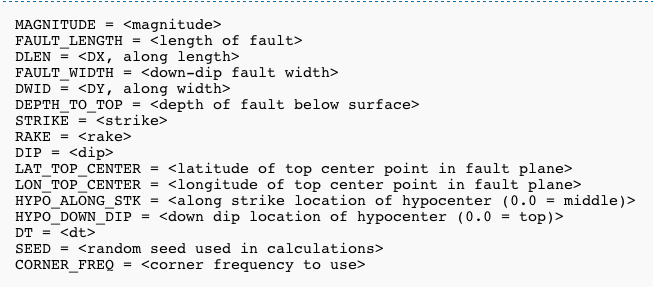 MAGNITUDE = <magnitude>
FAULT_LENGTH = <length of fault>
DLEN = <DX, along length>
FAULT_WIDTH = <down-dip fault width>
DWID = <DY, along width>
DEPTH_TO_TOP = <depth of fault below surface>
STRIKE = <strike>
RAKE = <rake>
DIP = <dip>
LAT_TOP_CENTER = <latitude of top center point in fault plane>
LON_TOP_CENTER = <longitude of top center point in fault plane>
HYPO_ALONG_STK = <along strike location of hypocenter (0.0 = middle)>
HYPO_DOWN_DIP = <down dip location of hypocenter (0.0 = top)>
DT = <dt>
SEED = <random seed used in calculations>
CORNER_FREQ = <corner frequency to use>